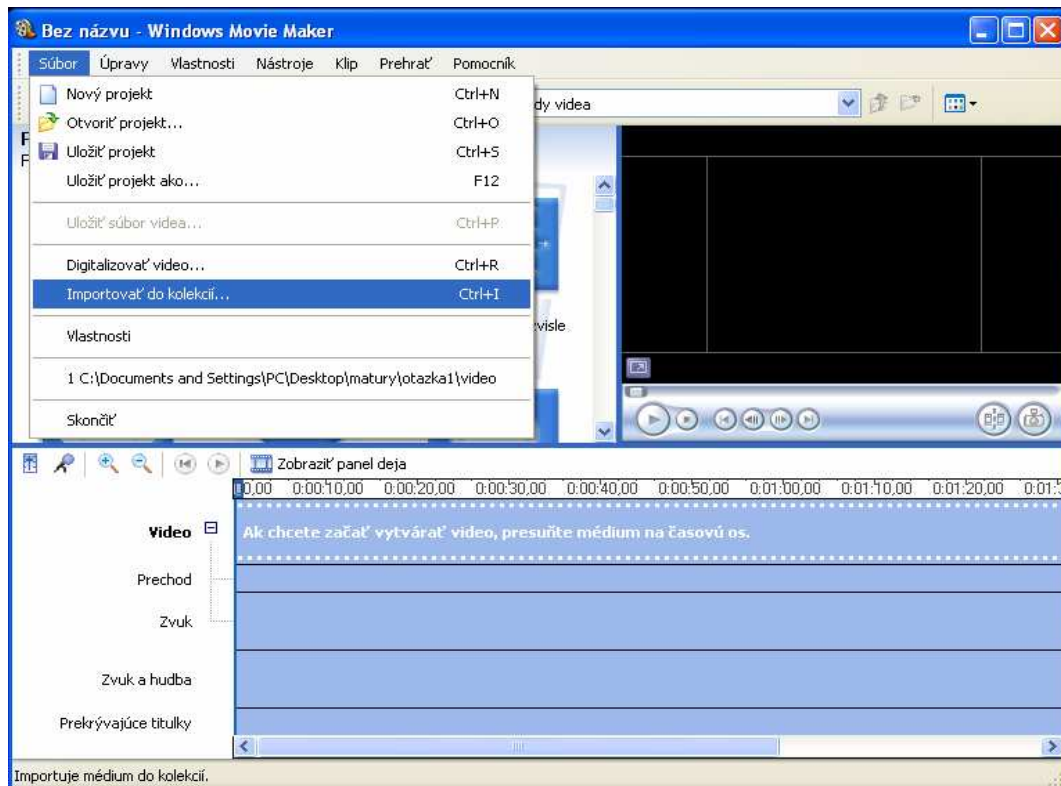 Bez názvu - Windows Movie Maker
Súbor Úpravy Vlastnosti Nástroje Klip Prehrať Pomocník
Nový projekt Ctrl+N
dy videa
Otvoriť projekt... Ctrl+O
Uložiť projekt Ctrl+S
Uložiť projekt ako... F12
Uložiť súbor videa... Ctrl+P
Digitalizovať video... Ctrl+R
Importovať do kolekcií... Ctrl+I
visle
Vlastnosti
1 C:\Documents and Settings\PC\Desktop\matury\otazka1\video
Skončiť
Zobraziť panel deja
0,00 0:00:10,00 0:00:20,00 0:00:30,00 0:00:40,00 0:00:50,00 0:01:00,00 0:01:10,00 0:01:20,00 0:01:
Video Ak chcete začať vytvárať video, presuňte médium na časovú os.
Prechod
Zvuk
Zvuk a hudba
Prekrývajúce titulky
Importuje médium do kolekcií.